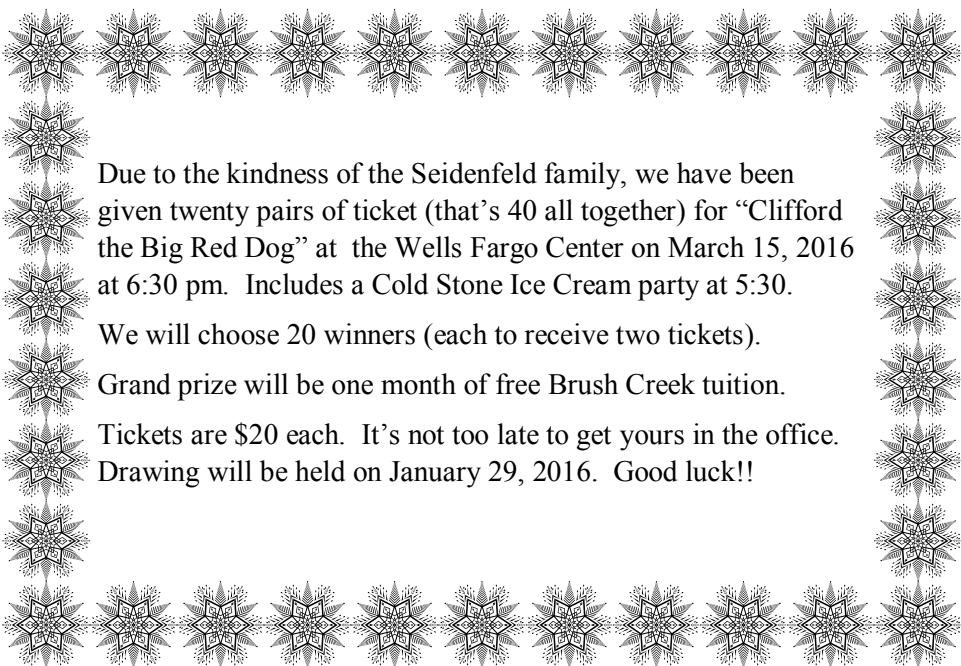 Due to the kindness of the Seidenfeld family, we have been
given twenty pairs of ticket (that's 40 all together) for “Clifford
the Big Red Dog” at  the Wells Fargo Center on March 15, 2016
at 6:30 pm.  Includes a Cold Stone Ice Cream party at 5:30.
We will choose 20 winners (each to receive two tickets).
Grand prize will be one month of free Brush Creek tuition.
Tickets are $20 each.  It’s not too late to get yours in the office.
Drawing will be held on January 29, 2016.  Good luck!!